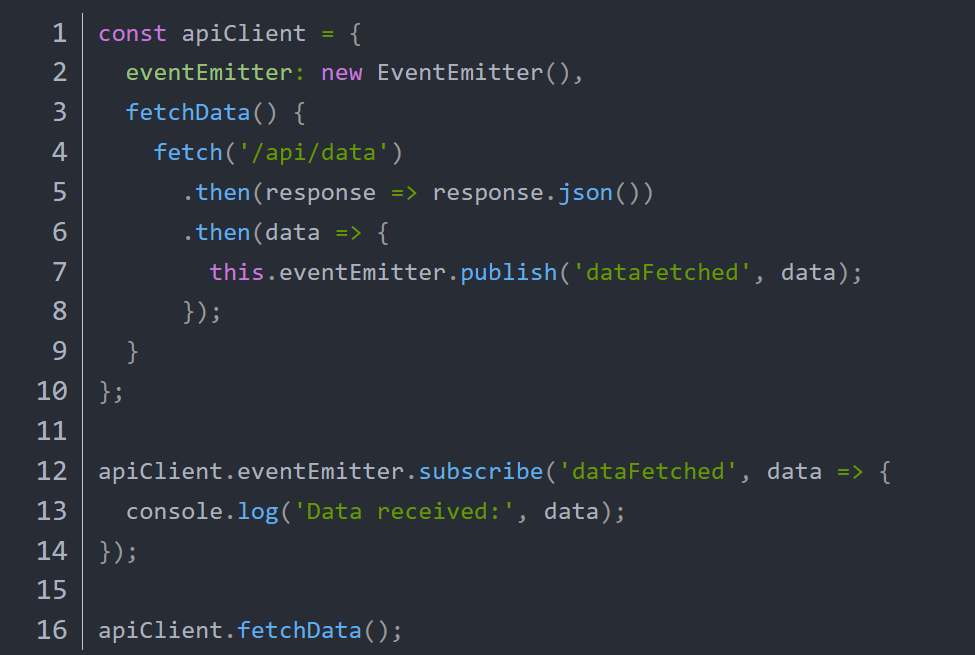 1 const apiClient = {
2   eventEmitter: new EventEmitter(),
3   fetchData() {
4     fetch('/api/data')
5       .then(response => response.json())
6       .then(data => {
7         this.eventEmitter.publish('dataFetched', data);
8       });
9   }
10 };
11
12 apiClient.eventEmitter.subscribe('dataFetched', data => {
13   console.log('Data received:', data);
14 });
15
16 apiClient.fetchData();